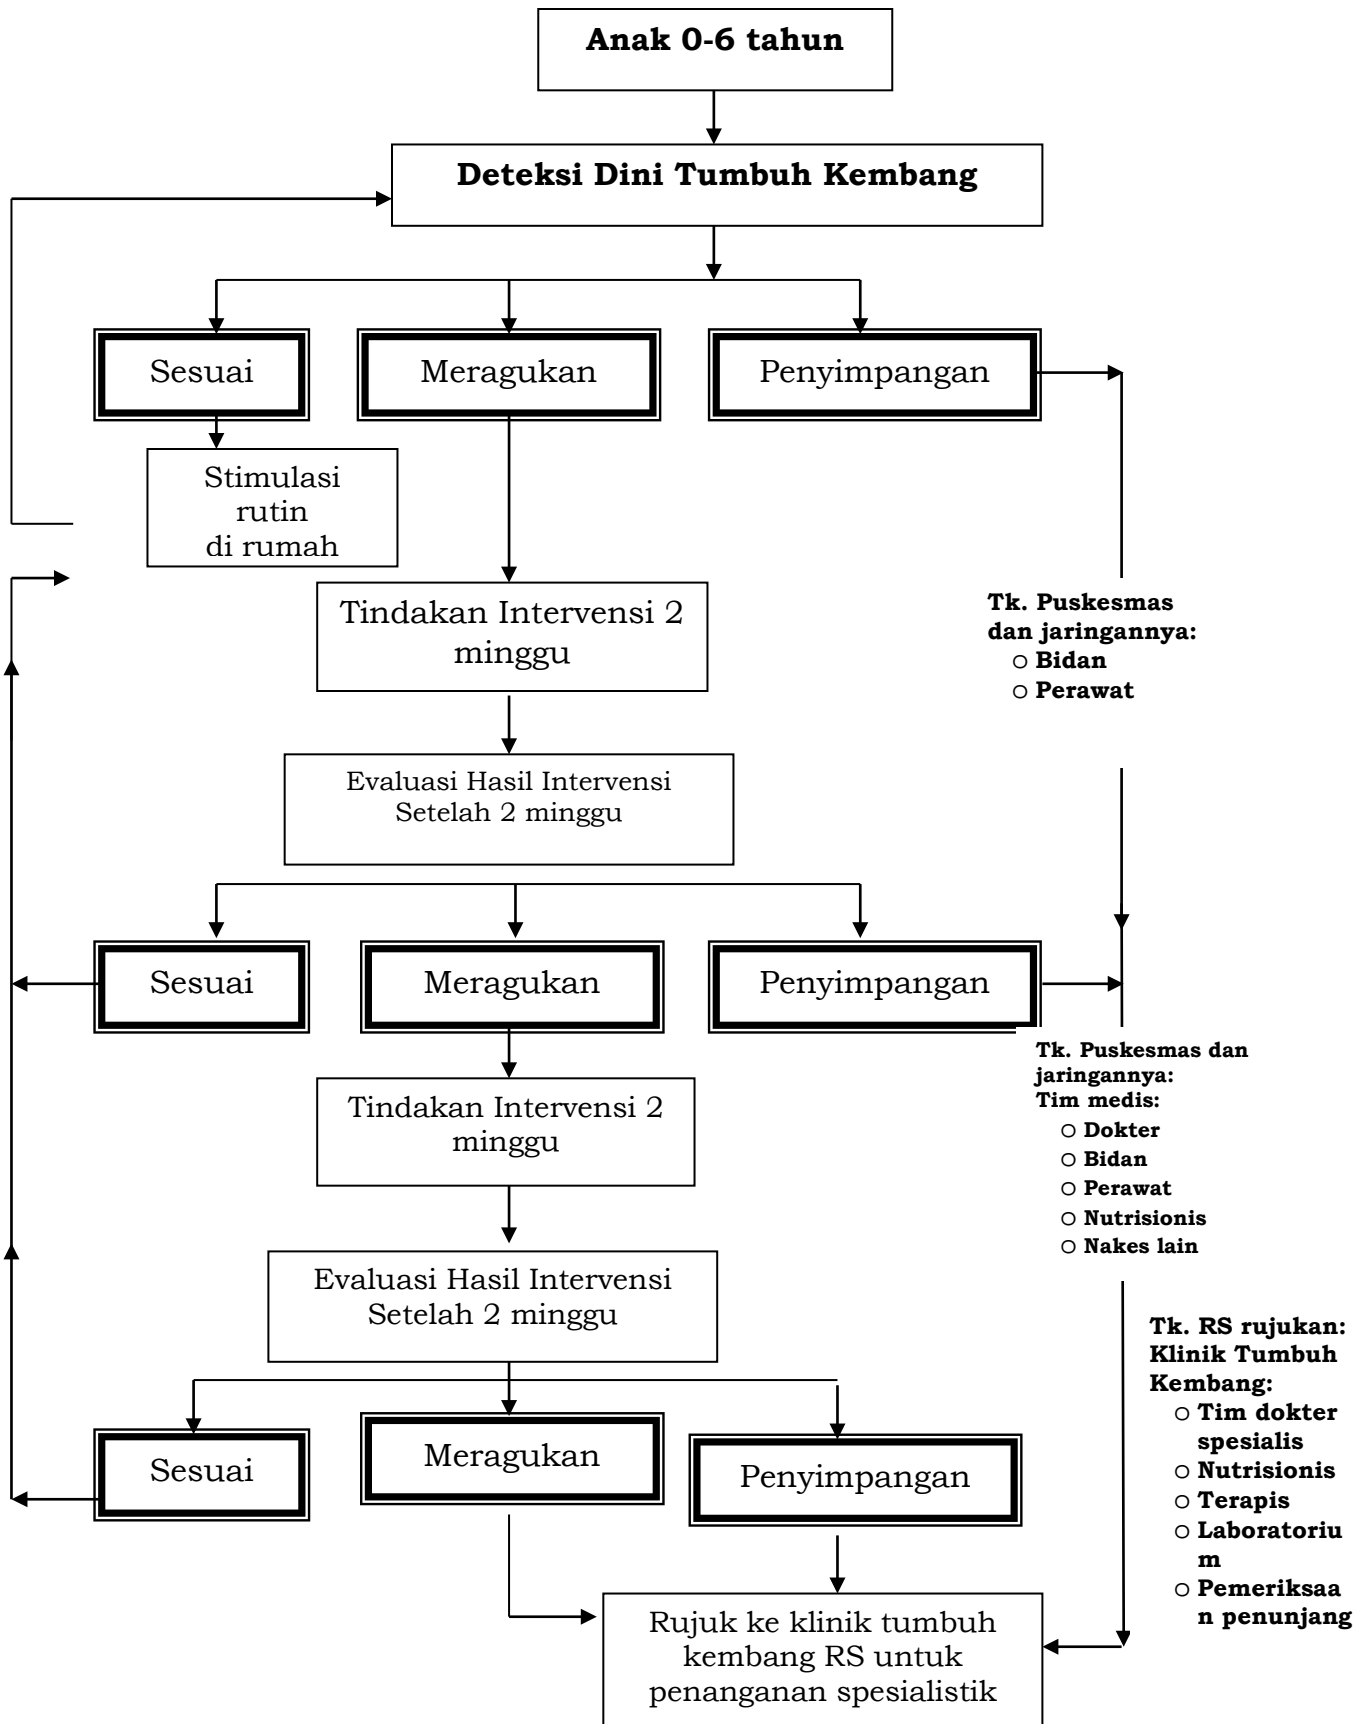 Anak 0-6 tahun
Deteksi Dini Tumbuh Kembang
Sesuai
Meragukan
Penyimpangan
Stimulasi
rutin
di rumah
Tindakan Intervensi 2
minggu
Tk. Puskesmas
dan jaringannya:
o Bidan
o Perawat
Evaluasi Hasil Intervensi
Setelah 2 minggu
Sesuai
Meragukan
Penyimpangan
Tk. Puskesmas dan
jaringannya:
Tim medis:
o Dokter
o Bidan
o Perawat
o Nutrisionis
o Nakes lain
Tindakan Intervensi 2
minggu
Evaluasi Hasil Intervensi
Setelah 2 minggu
Tk. RS rujukan:
Klinik Tumbuh
Kembang:
o Tim dokter
spesialis
o Nutrisionis
o Terapis
o Laboratoriu
m
o Pemeriksaa
n penunjang
Sesuai
Meragukan
Penyimpangan
Rujuk ke klinik tumbuh
kembang RS untuk
penanganan spesialistik